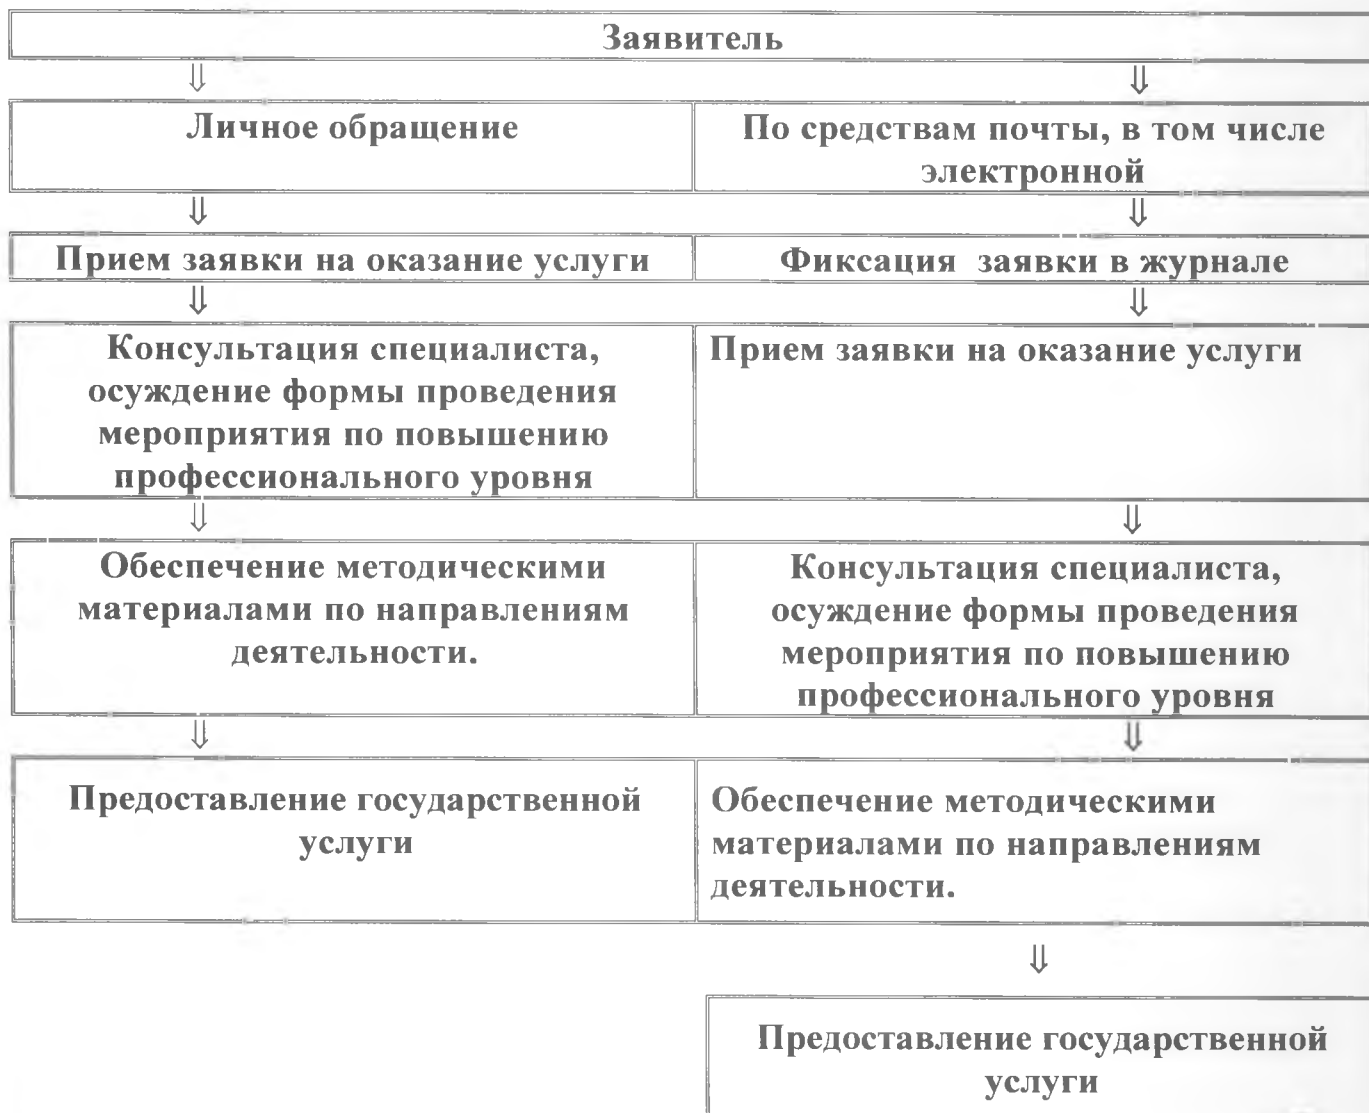 Заявитель
⇓ ⇓
Личное обращение
По средствам почты, в том числе
электронной
⇓ ⇓
Прием заявки на оказание услуги
Фиксация заявки в журнале
⇓ ⇓
Консультация специалиста,
осуждение формы проведения
мероприятия по повышению
профессионального уровня
Прием заявки на оказание услуги
⇓ ⇓
Обеспечение методическими
материалами по направлениям
деятельности.
Консультация специалиста,
осуждение формы проведения
мероприятия по повышению
профессионального уровня
⇓ ⇓
Предоставление государственной
услуги
Обеспечение методическими
материалами по направлениям
деятельности.
⇓
Предоставление государственной
услуги